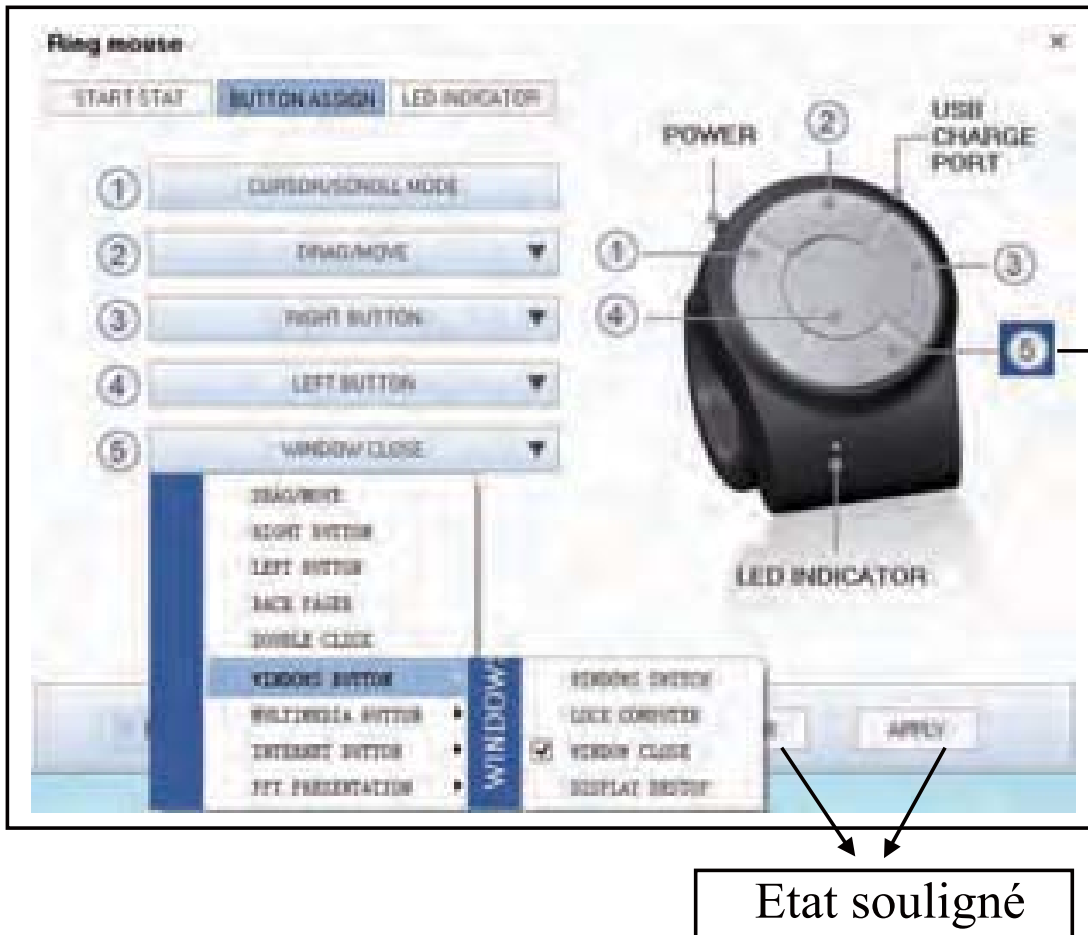 Ring mouse
START STAT BUTTON ASSIGN LED INDICATOR
POWER
②
USB
CHARGE
PORT
① CURSOR/SCROLL MODE
② DRAG/MOVE
①
③
③ RIGHT BUTTON
④
5
④ LEFT BUTTON
⑤ WINDOW CLOSE
DRAG/MOVE
RIGHT BUTTON
LEFT BUTTON
BACK PAGES
DOUBLE CLICK
LED INDICATOR
WINDOWS BUTTON
MULTIMEDIA BUTTON
INTERNET BUTTON
PPT PRESENTATION
WINDOW
WINDOWS SWITCH
LOCK COMPUTER
WINDOW CLOSE
DISPLAY
APPLY
Etat souligné